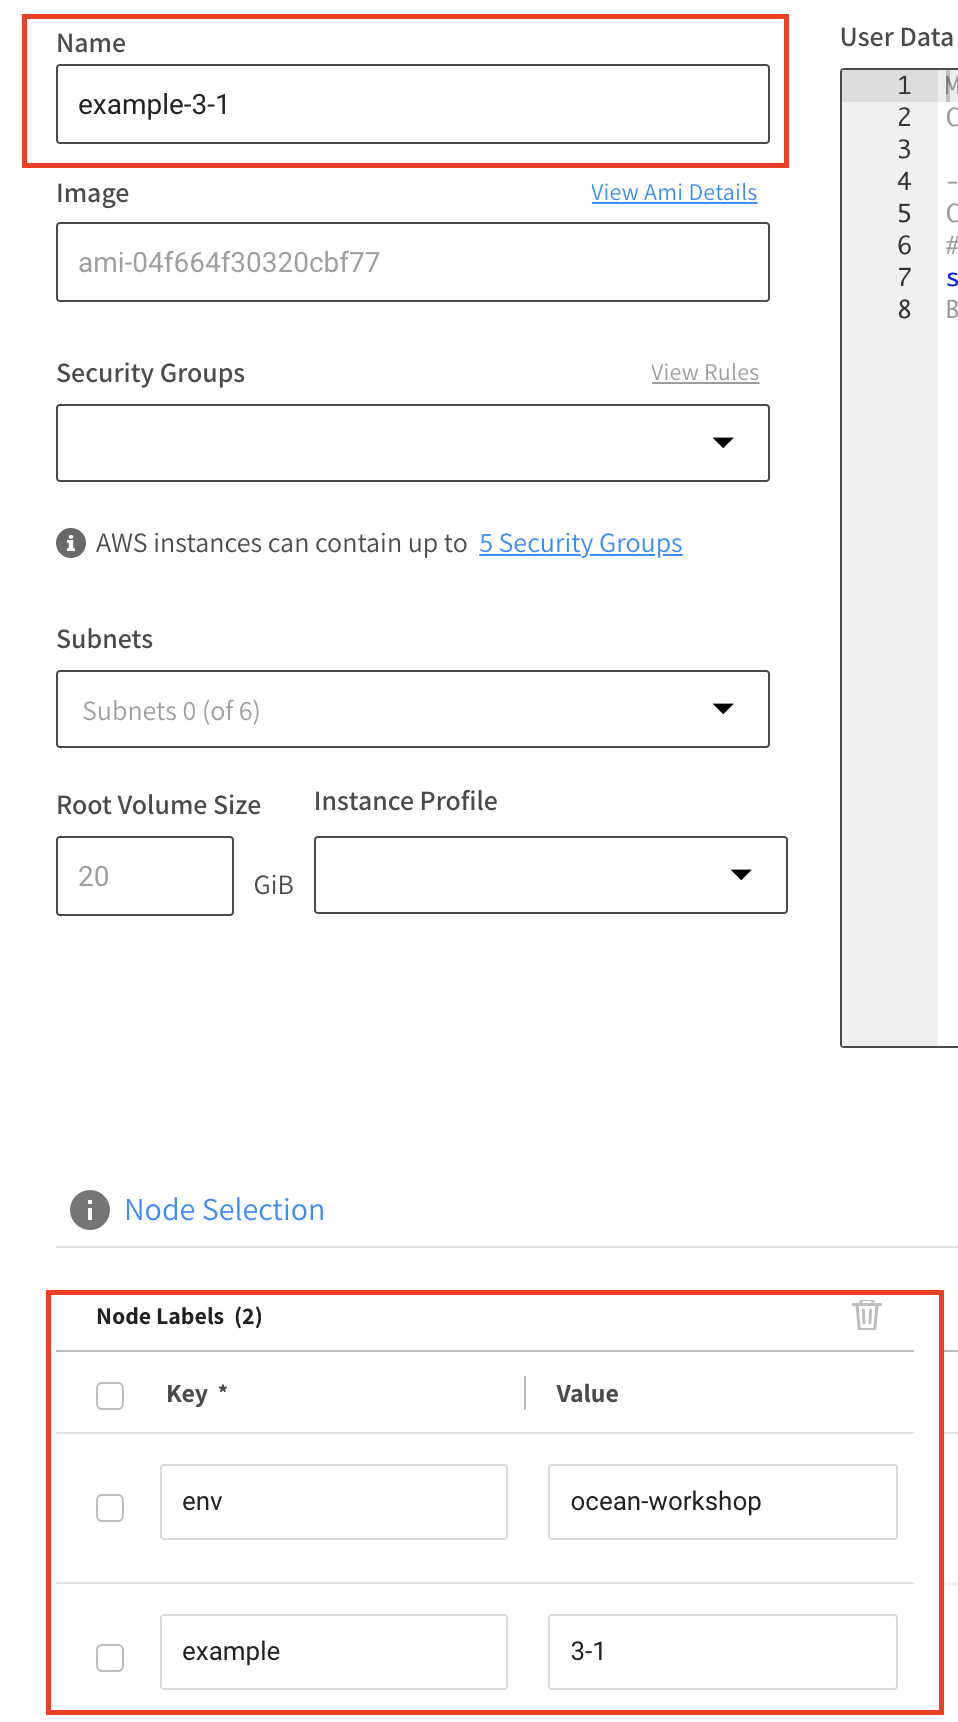 Name
example-3-1
Image
View Ami Details
ami-04f664f30320cbf77
Security Groups
View Rules
AWS instances can contain up to 5 Security Groups
Subnets
Subnets 0 (of 6)
Root Volume Size
20
GiB
Instance Profile
User Data
1
2
3
4 -
5
6 #
7 s
8 B
Node Selection
Node Labels (2)
Key *
Value
env
ocean-workshop
example
3-1